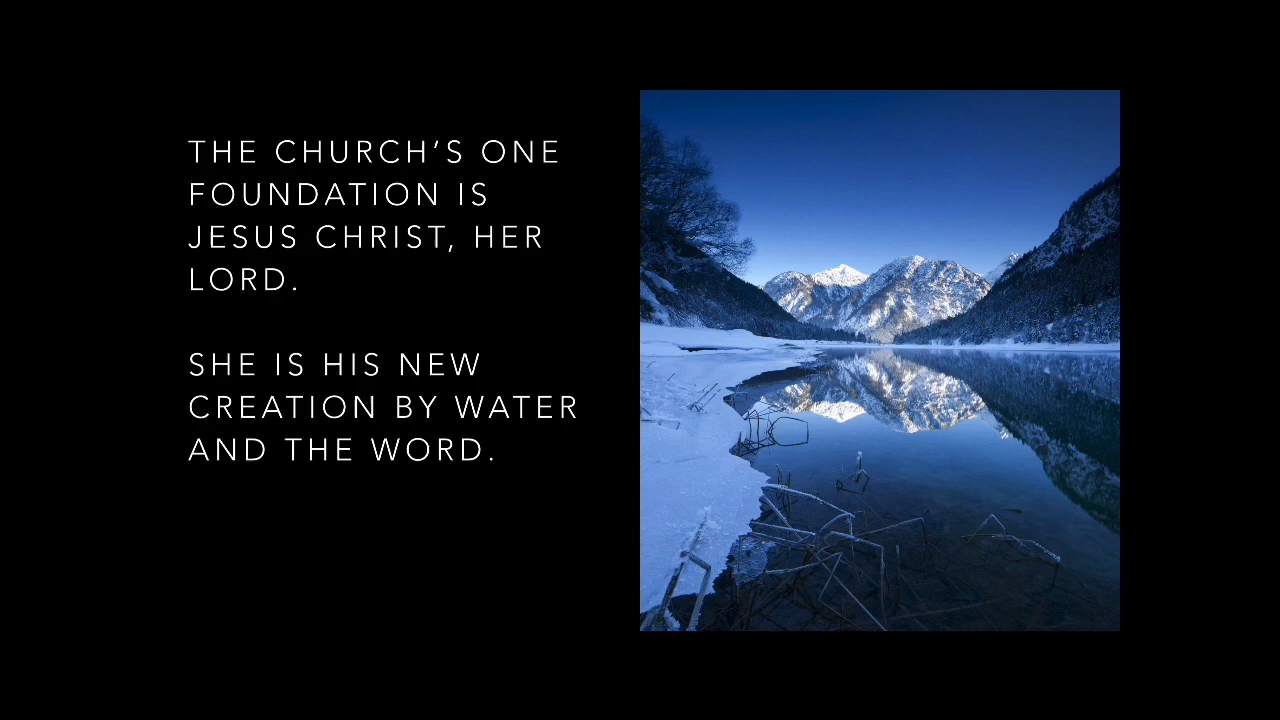 THE CHURCH’S ONE
FOUNDATION IS
JESUS CHRIST, HER
LORD.
SHE IS HIS NEW
CREATION BY WATER
AND THE WORD.